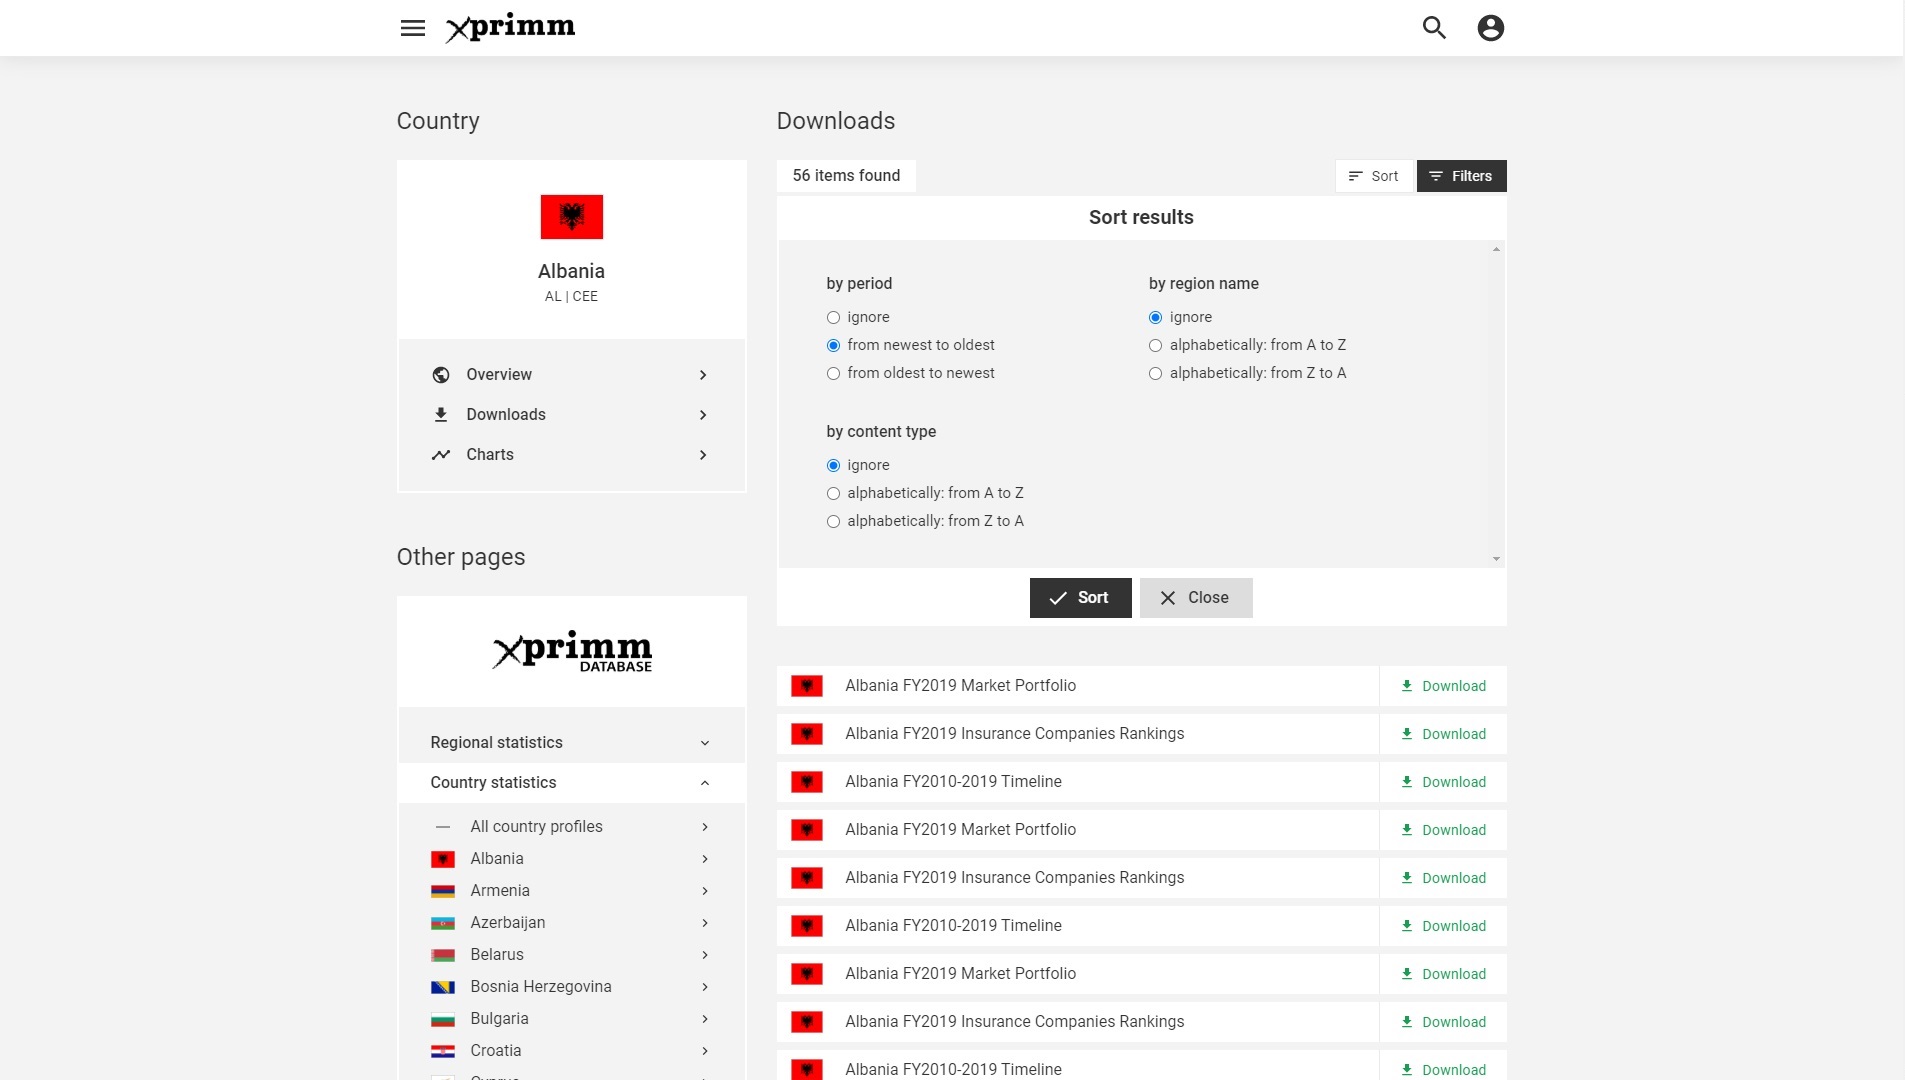 xprimm
Country
Albania
AL | CEE
Overview
Downloads
Charts
Other pages
xprimm
DATABASE
Regional statistics
Country statistics
All country profiles
Albania
Armenia
Azerbaijan
Belarus
Bosnia Herzegovina
Bulgaria
Croatia
Downloads
56 items found
Sort
Filters
Sort results
by period
ignore
from newest to oldest
from oldest to newest
by region name
ignore
alphabetically: from A to Z
alphabetically: from Z to A
by content type
ignore
alphabetically: from A to Z
alphabetically: from Z to A
Sort
Close
Albania FY2019 Market Portfolio Download
Albania FY2019 Insurance Companies Rankings Download
Albania FY2010-2019 Timeline Download
Albania FY2019 Market Portfolio Download
Albania FY2019 Insurance Companies Rankings Download
Albania FY2010-2019 Timeline Download
Albania FY2019 Market Portfolio Download
Albania FY2019 Insurance Companies Rankings Download
Albania FY2010-2019 Timeline Download